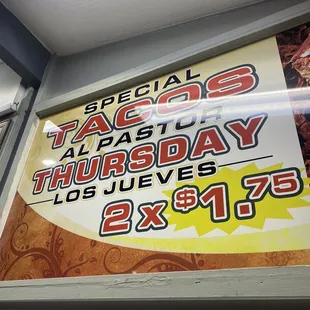 SPECIAL
TACOS
AL PASTOR
THURSDAY
LOS JUEVES
2 x $1.75